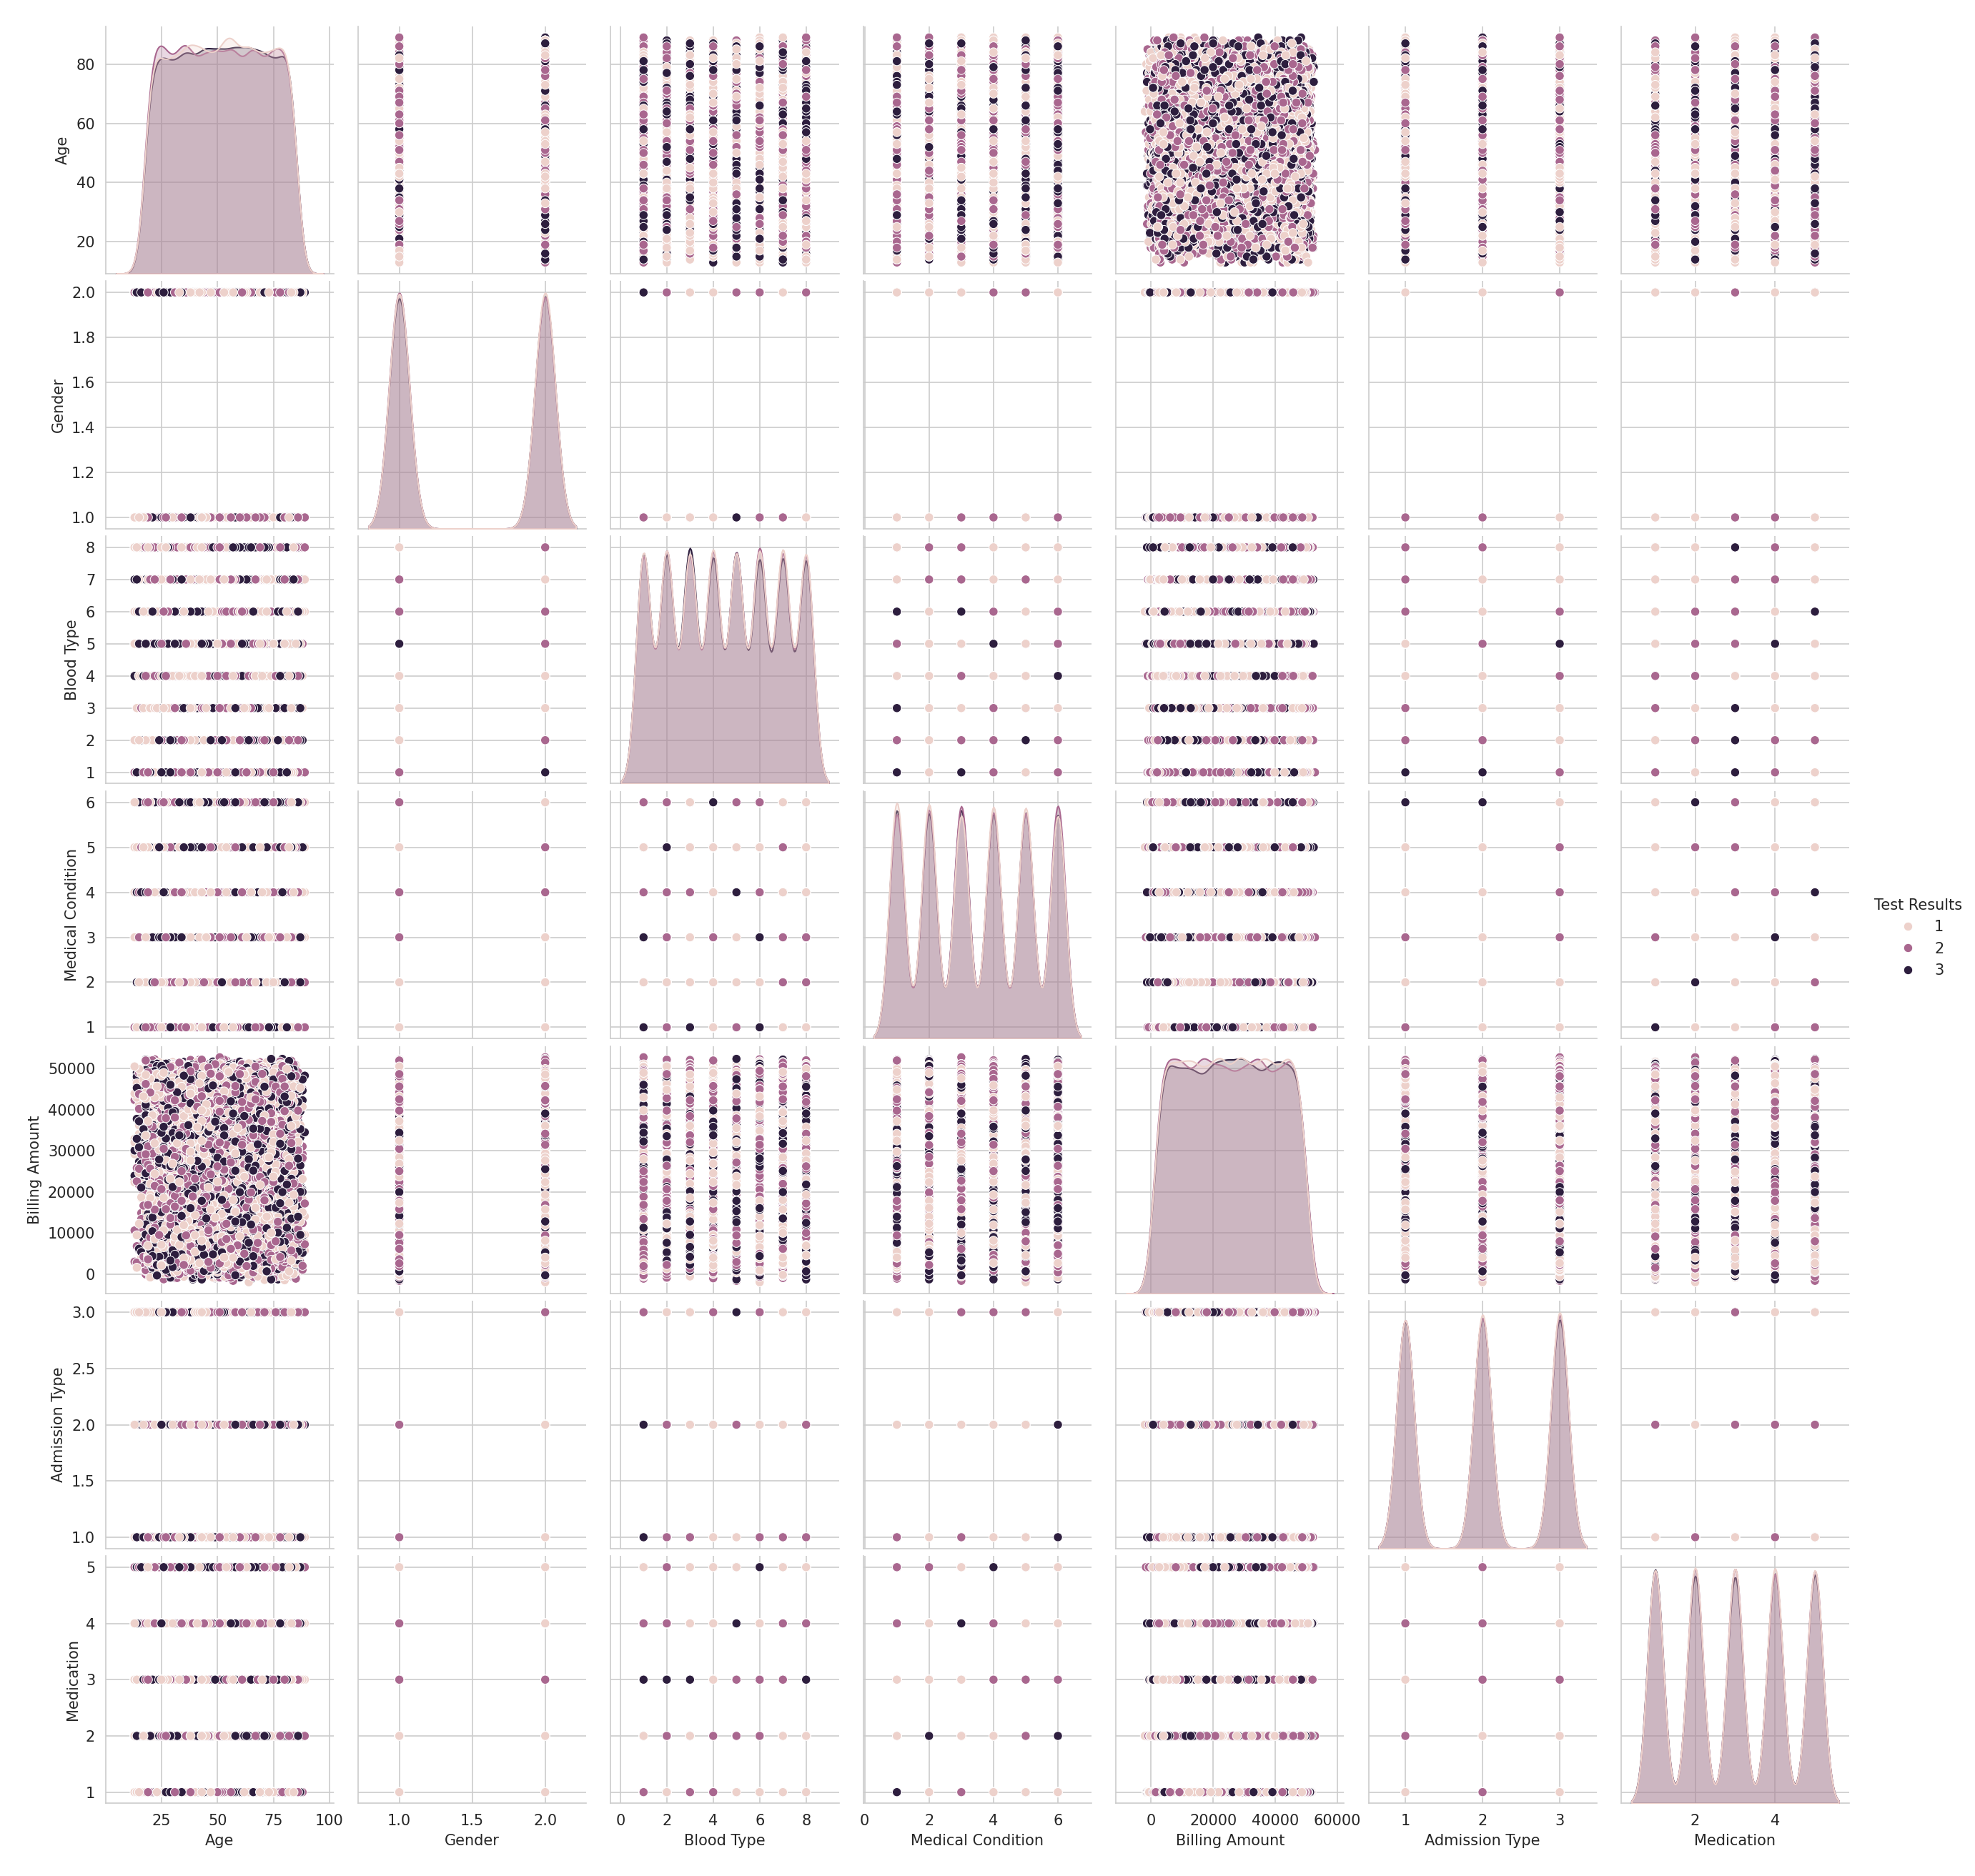 80
60
40
20
Age
2.0
1.8
1.6
1.4
1.2
1.0
Gender
8
7
6
5
4
3
2
1
Blood Type
6
5
4
3
2
1
Medical Condition
Test Results
1
2
3
50000
40000
30000
20000
10000
0
Billing Amount
3.0
2.5
2.0
1.5
1.0
Admission Type
5
4
3
2
1
Medication
25 50 75 100
Age
1.0 1.5 2.0
Gender
0 2 4 6 8
Blood Type
0 2 4 6
Medical Condition
0 20000 40000 60000
Billing Amount
1 2 3
Admission Type
2 4
Medication